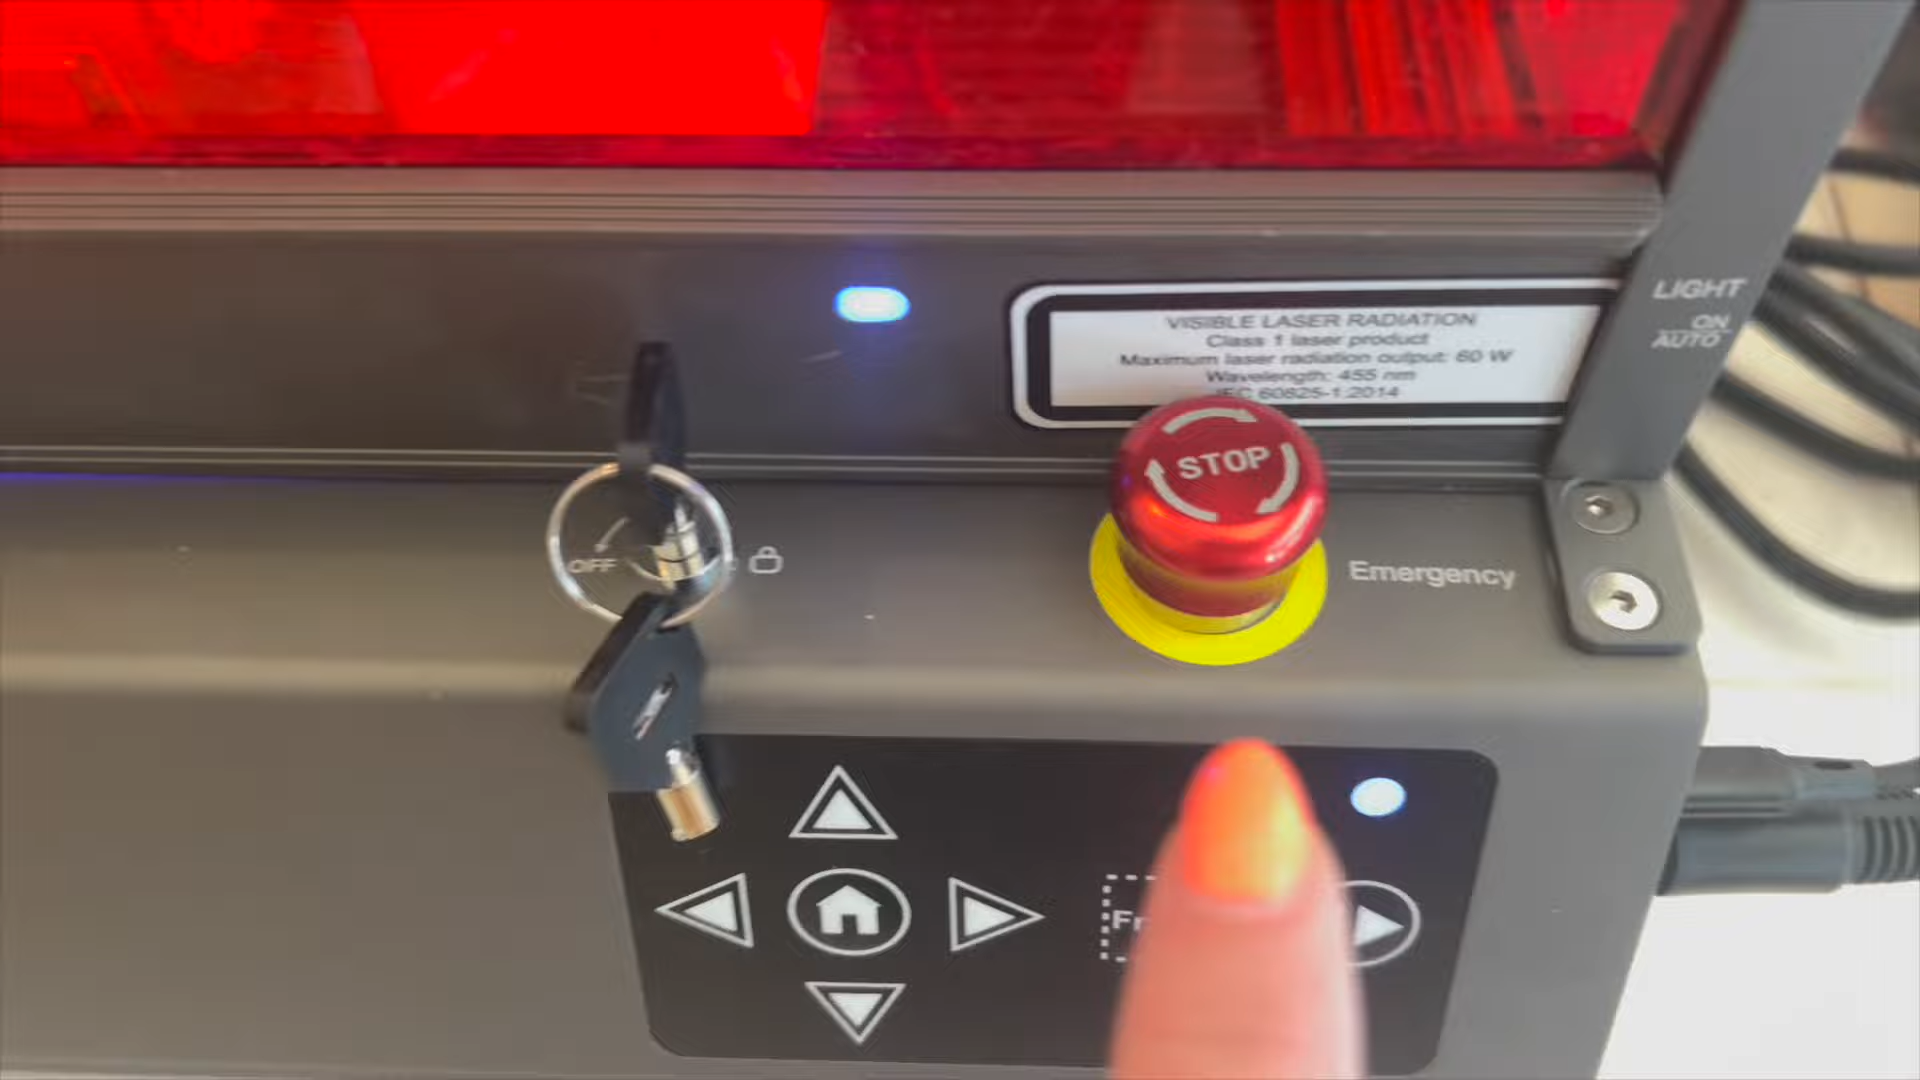 LIGHT
ON
AUTO
VISIBLE LASER RADIATION
Class 1 laser product
Maximum laser radiation output: 60 W
Wavelength: 455 nm
IEC 60825-1:2014
STOP
OFF
Emergency
Fr